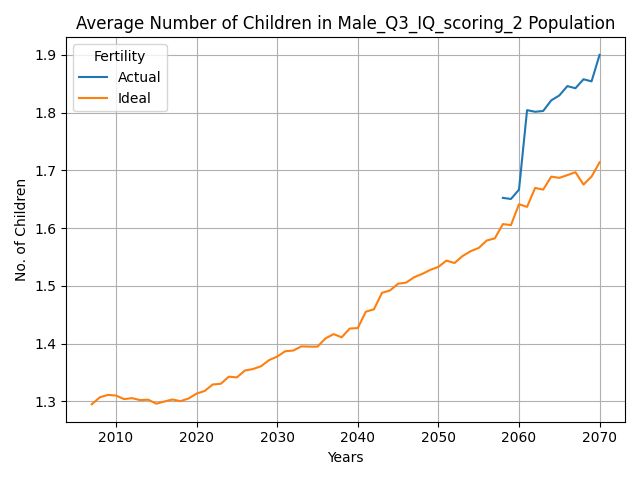 Average Number of Children in Male_Q3_IQ_scoring_2 Population
Fertility
Actual
Ideal
No. of Children
1.9
1.8
1.7
1.6
1.5
1.4
1.3
2010 2020 2030 2040 2050 2060 2070
Years